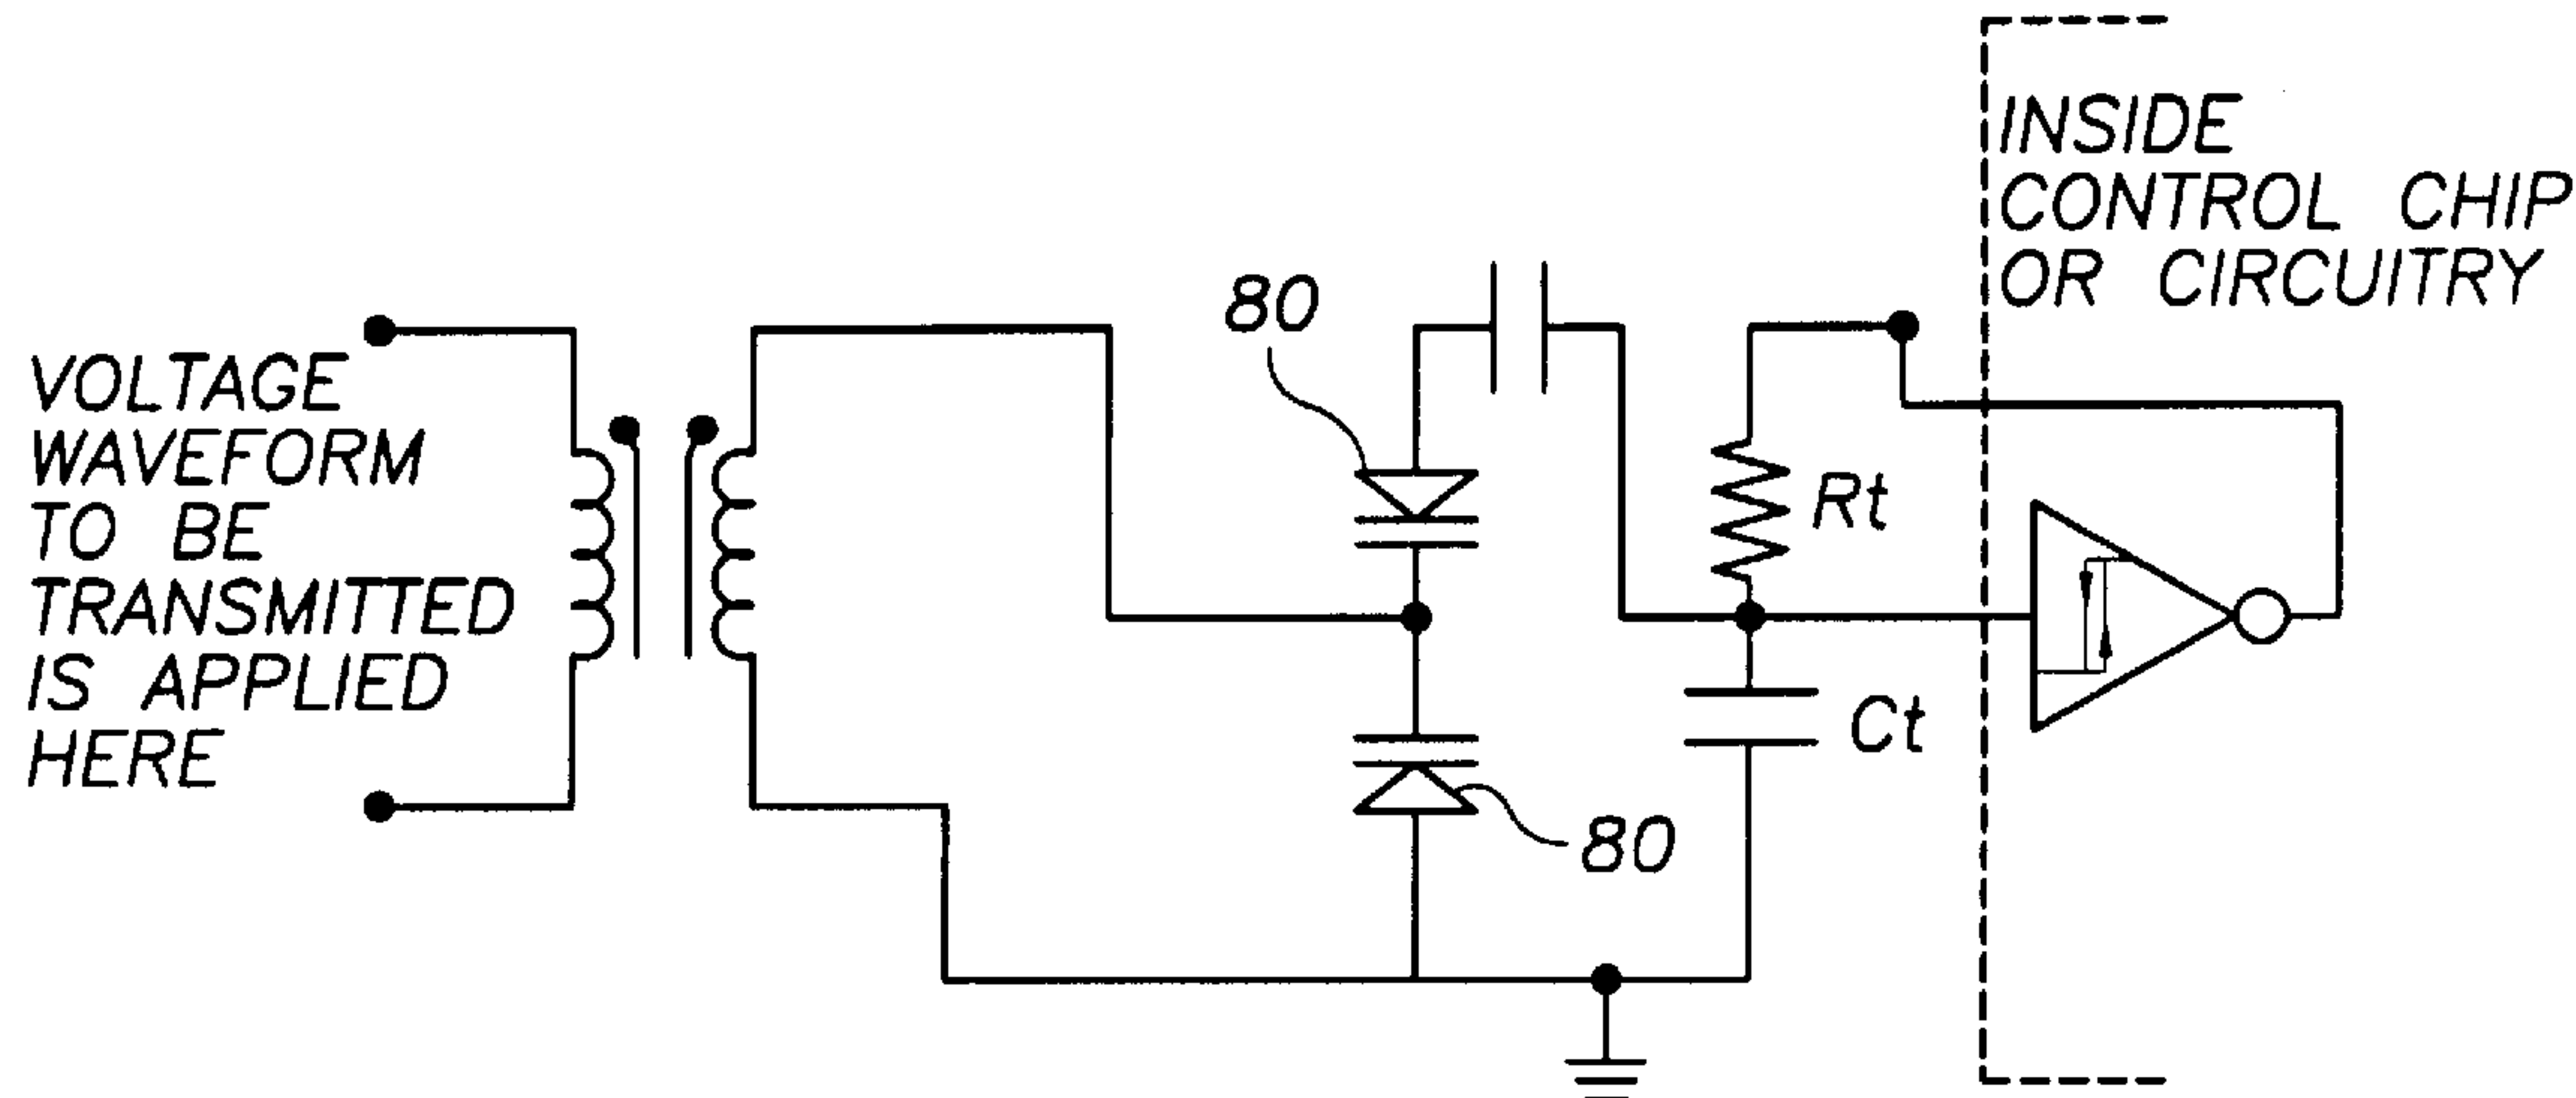 VOLTAGE
WAVEFORM
TO BE
TRANSMITTED
IS APPLIED
HERE
80
80
Rt
Ct
INSIDE
CONTROL CHIP
OR CIRCUITRY